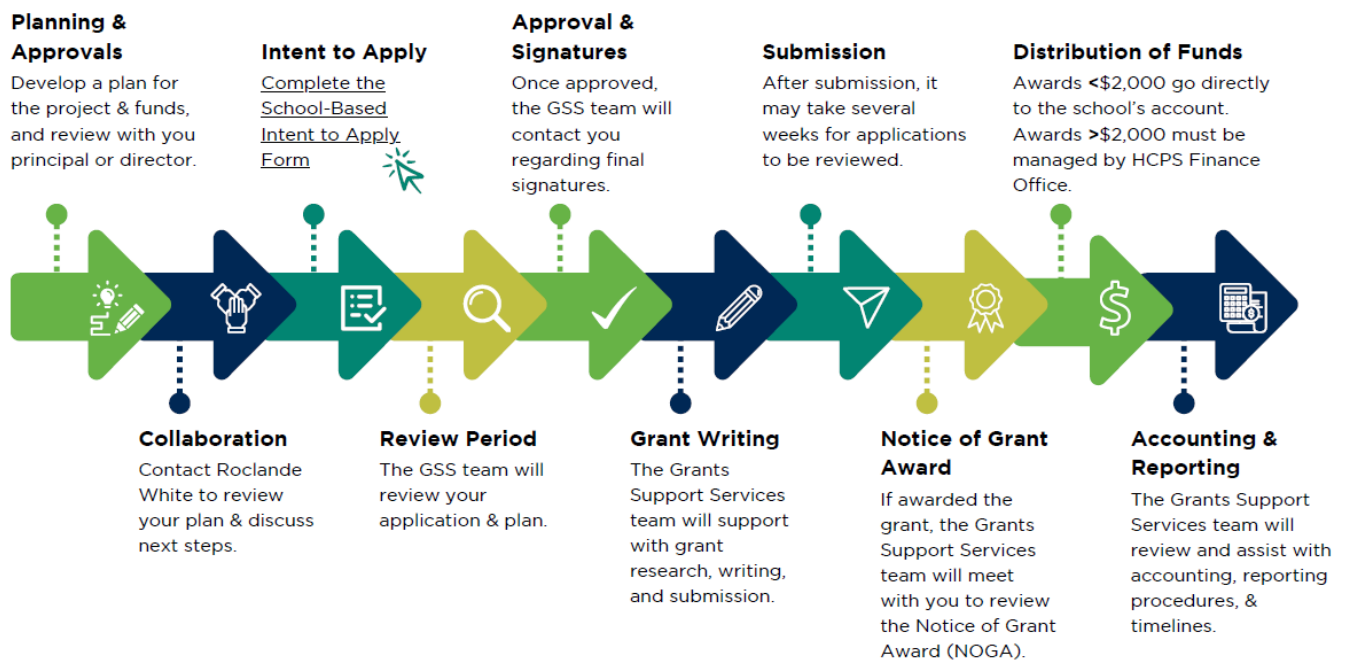 Planning &
Approvals
Develop a plan for
the project & funds,
and review with you
principal or director.
Intent to Apply
Complete the
School-Based
Intent to Apply
Form
Approval &
Signatures
Once approved,
the GSS team will
contact you
regarding final
signatures.
Submission
After submission, it
may take several
weeks for applications
to be reviewed.
Distribution of Funds
Awards <$2,000 go directly
to the school's account.
Awards >$2,000 must be
managed by HCPS Finance
Office.
$
Collaboration
Contact Roclande
White to review
your plan & discuss
next steps.
Review Period
The GSS team will
review your
application & plan.
Grant Writing
The Grants
Support Services
team will support
with grant
research, writing,
and submission.
Notice of Grant
Award
If awarded the
grant, the Grants
Support Services
team will meet
with you to review
the Notice of Grant
Award (NOGA).
Accounting &
Reporting
The Grants Support
Services team will
review and assist with
accounting, reporting
procedures, &
timelines.